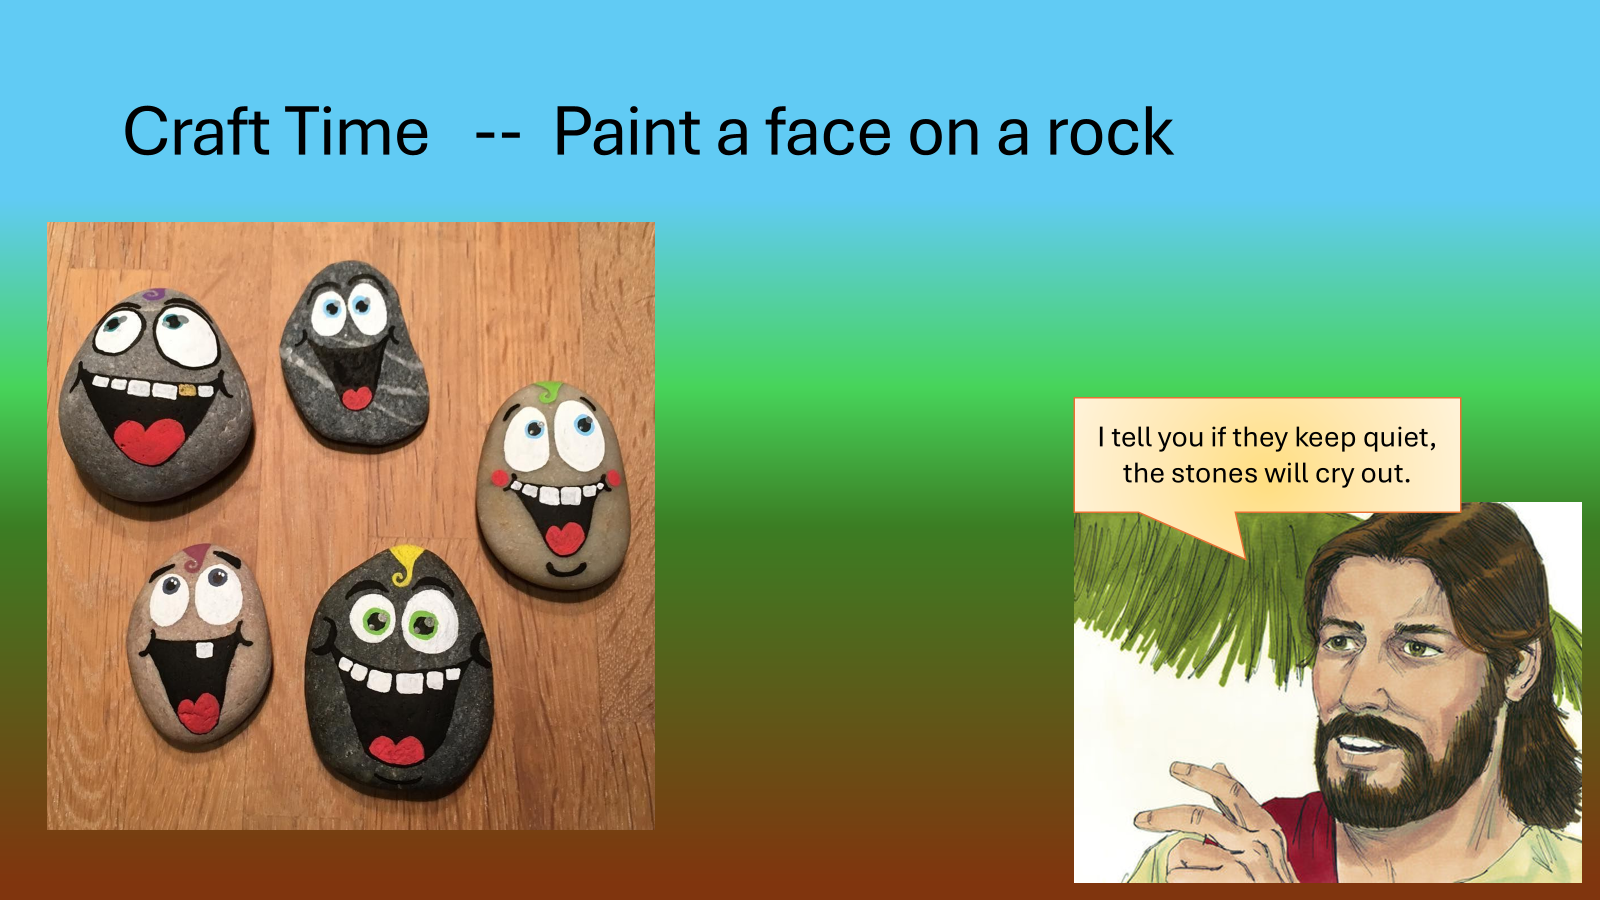 Craft Time -- Paint a face on a rock
I tell you if they keep quiet,
the stones will cry out.